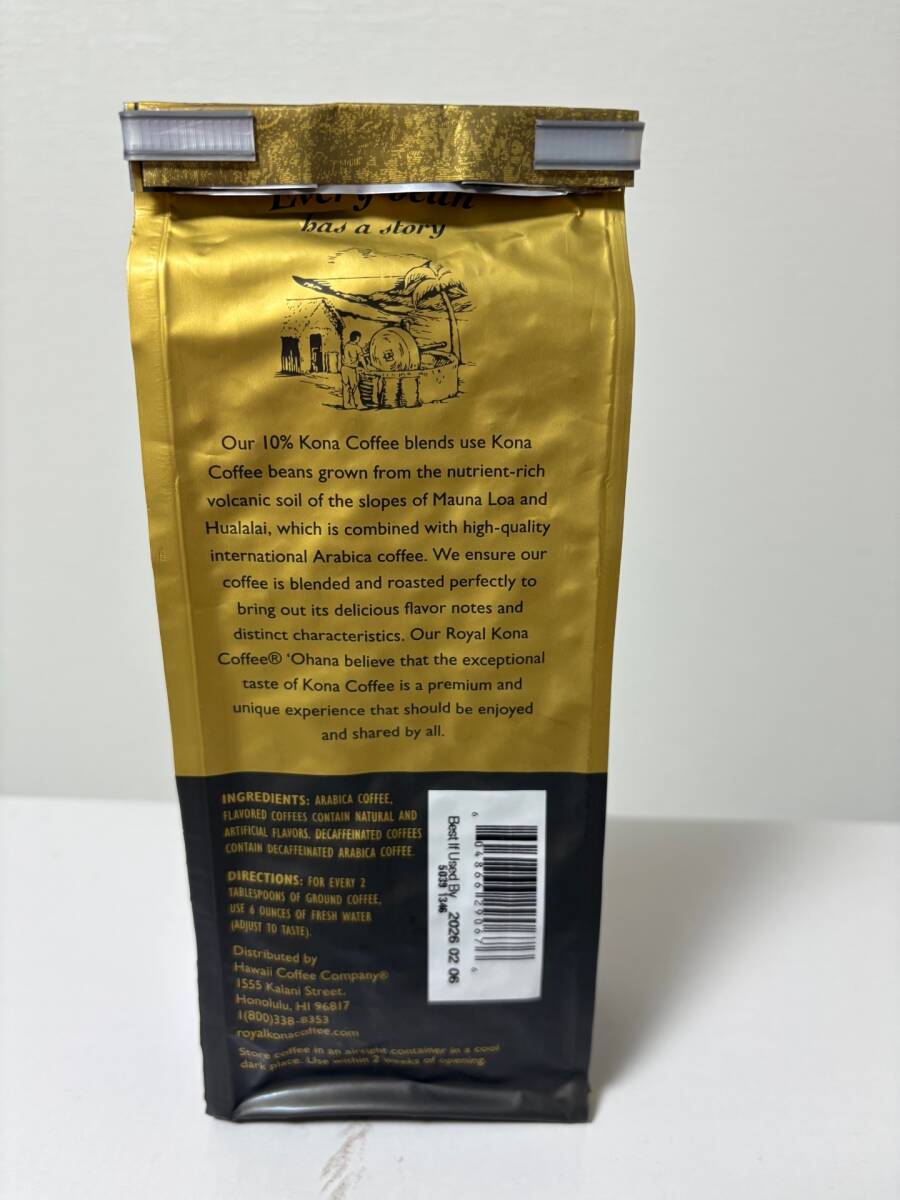 Every bean
has a story
Our 10% Kona Coffee blends use Kona
Coffee beans grown from the nutrient-rich
volcanic soil of the slopes of Mauna Loa and
Hualalai, which is combined with high-quality
international Arabica coffee. We ensure our
coffee is blended and roasted perfectly to
bring out its delicious flavor notes and
distinct characteristics. Our Royal Kona
Coffee® ‘Ohana believe that the exceptional
taste of Kona Coffee is a premium and
unique experience that should be enjoyed
and shared by all.
INGREDIENTS: ARABICA COFFEE,
FLAVORED COFFEES CONTAIN NATURAL AND
ARTIFICIAL FLAVORS. DECAFFEINATED COFFEES
CONTAIN DECAFFEINATED ARABICA COFFEE.
DIRECTIONS: FOR EVERY 2
TABLESPOONS OF GROUND COFFEE,
USE 6 OUNCES OF FRESH WATER
(ADJUST TO TASTE).
Distributed by
Hawaii Coffee Company®
1555 Kalani Street.
Honolulu, HI 96817
1(800)338-8353
royalkonacoffee.com
Store coffee in an airtight container in a cool
dark place. Use within 2 weeks of opening.
6 04866 29067 6
Best If Used By 2026 02 06
5039 1346